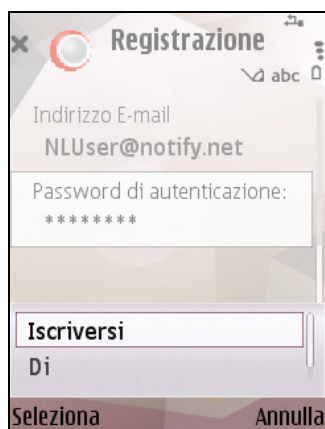 Registrazione
abc
Indirizzo E-mail
NLUser@notify.net
Password di autenticazione:
********
Iscriversi
Di
Seleziona Annulla